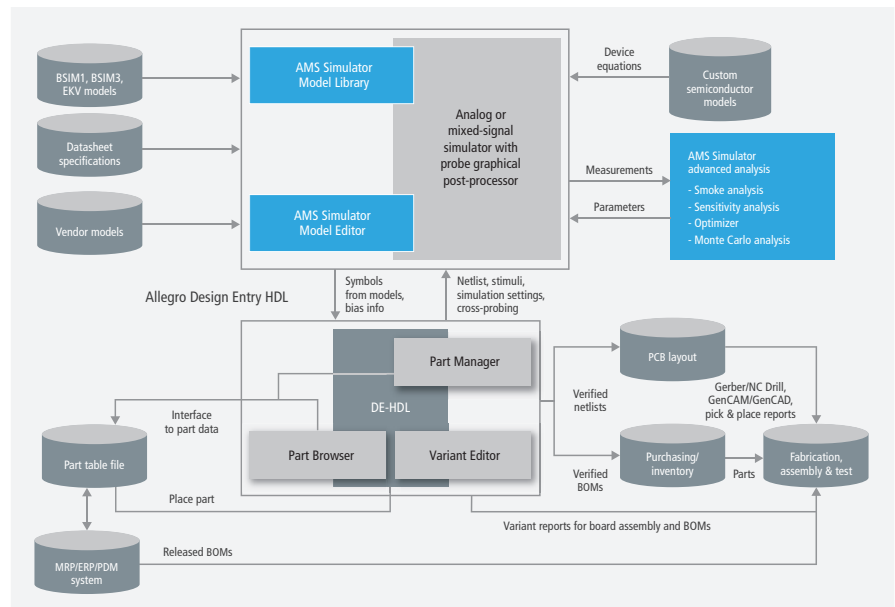 BSIM1, BSIM3,
EKV models
Datasheet
specifications
Vendor models
AMS Simulator
Model Library
AMS Simulator
Model Editor
Analog or
mixed-signal
simulator with
probe graphical
post-processor
Device
equations
Custom
semiconductor
models
Measurements
Parameters
AMS Simulator
advanced analysis
- Smoke analysis
- Sensitivity analysis
- Optimizer
- Monte Carlo analysis
Allegro Design Entry HDL
Symbols
from models,
bias info
Netlist, stimuli,
simulation settings,
cross-probing
Part Manager
DE-HDL
Part Browser
Variant Editor
Interface
to part data
Part table file
Place part
MRP/ERP/PDM
system
Released BOMs
Verified
netlists
Verified
BOMs
PCB layout
Gerber/NC Drill,
GenCAM/GenCAD,
pick & place reports
Purchasing/
inventory
Parts
Fabrication,
assembly & test
Variant reports for board assembly and BOMs